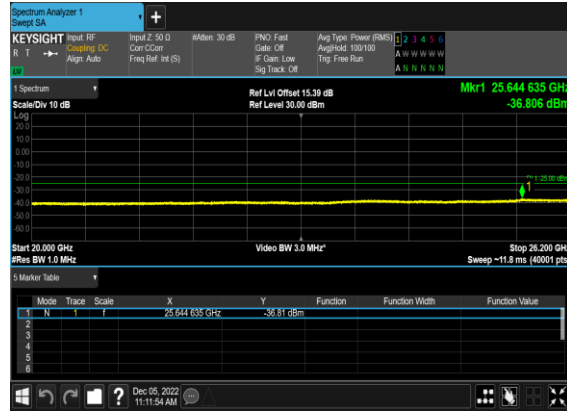 Spectrum Analyzer 1
Swept SA
+
KEYSIGHT Input: RF Input Z: 50 Ω #Atten: 30 dB PNO: Fast Avg Type: Power (RMS) 1 2 3 4 5 6
R T Coupling: DC Corr CCorr Gate: Off Avg|Hold: 100/100 A W W W W W
Align: Auto Freq Ref: Int (S) IF Gain: Low Trig: Free Run
Sig Track: Off A N N N N N
1 Spectrum Ref Lvl Offset 15.39 dB Mkr1 25.644 635 GHz
Scale/Div 10 dB Ref Level 30.00 dBm -36.806 dBm
Log
20.0
10.0
0.00
-10.0
-20.0
-30.0 1
-40.0
-50.0
-60.0
Start 20.000 GHz Video BW 3.0 MHz* Stop 26.200 GHz
#Res BW 1.0 MHz Sweep ~11.8 ms (40001 pts)
5 Marker Table
Mode Trace Scale X Y Function Function Width Function Value
1 N 1 f 25.644 635 GHz -36.81 dBm
2
3
4
5
6
? Dec 05, 2022
11:11:54 AM